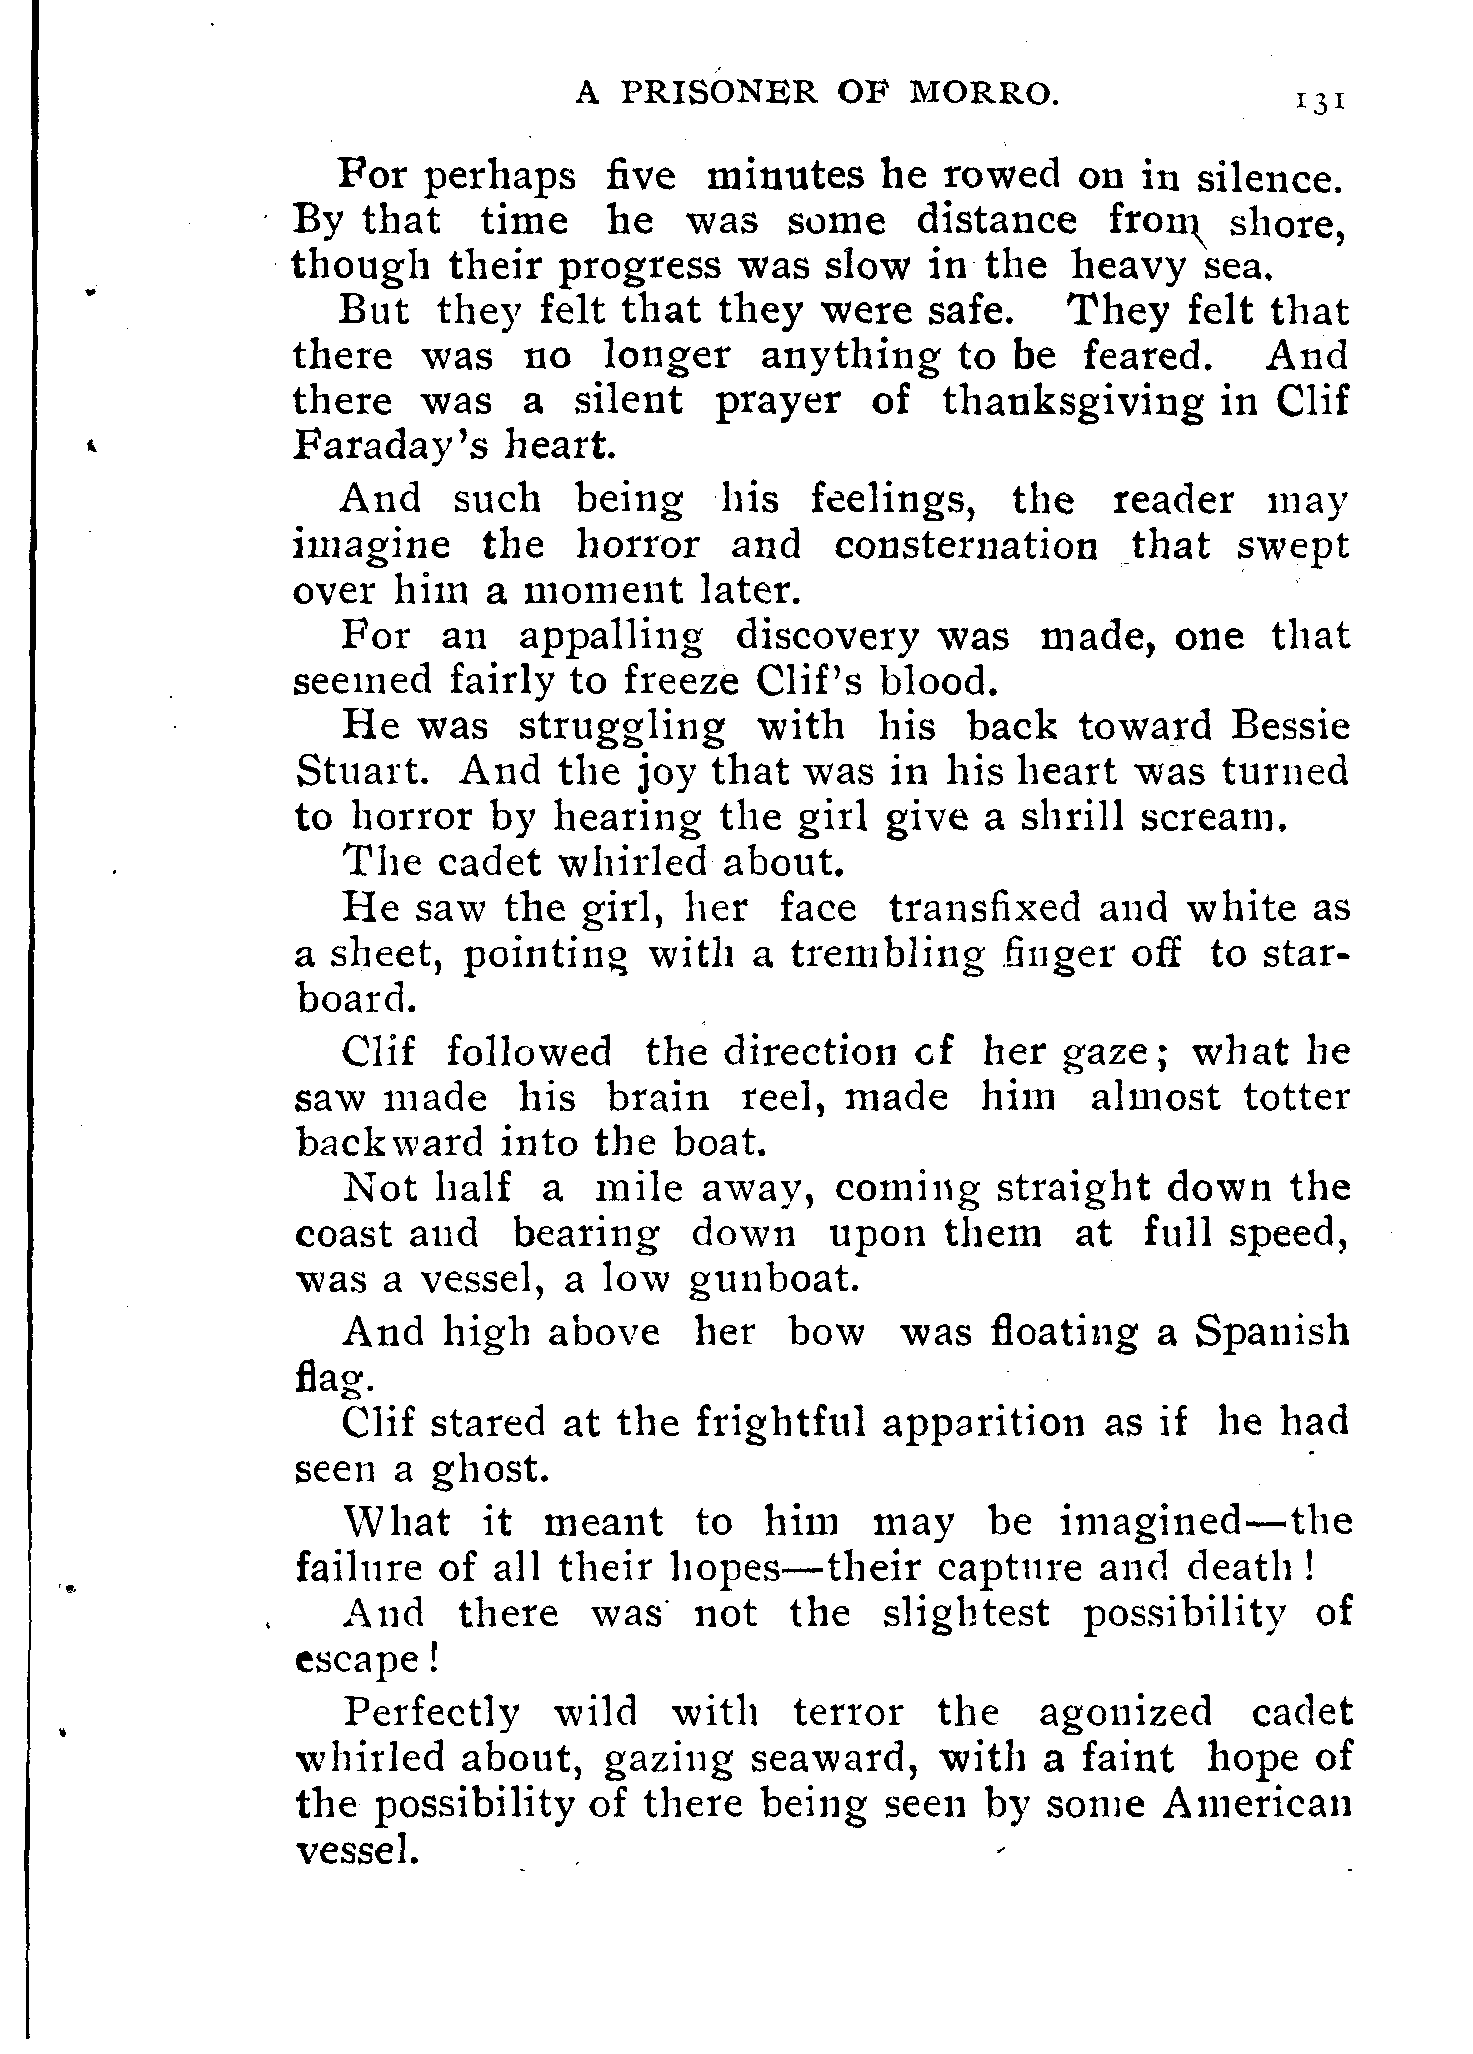 A PRISONER OF MORRO. 131
For perhaps five minutes he rowed on in silence.
By that time he was some distance from shore,
though their progress was slow in the heavy sea.
But they felt that they were safe. They felt that
there was no longer anything to be feared. And
there was a silent prayer of thanksgiving in Clif
Faraday's heart.
And such being his feelings, the reader may
imagine the horror and consternation that swept
over him a moment later.
For an appalling discovery was made, one that
seemed fairly to freeze Clif's blood.
He was struggling with his back toward Bessie
Stuart. And the joy that was in his heart was turned
to horror by hearing the girl give a shrill scream.
The cadet whirled about.
He saw the girl, her face transfixed and white as
a sheet, pointing with a trembling finger off to star-
board.
Clif followed the direction of her gaze; what he
saw made his brain reel, made him almost totter
backward into the boat.
Not half a mile away, coming straight down the
coast and bearing down upon them at full speed,
was a vessel, a low gunboat.
And high above her bow was floating a Spanish
flag.
Clif stared at the frightful apparition as if he had
seen a ghost.
What it meant to him may be imagined—the
failure of all their hopes—their capture and death!
And there was not the slightest possibility of
escape!
Perfectly wild with terror the agonized cadet
whirled about, gazing seaward, with a faint hope of
the possibility of there being seen by some American
vessel.